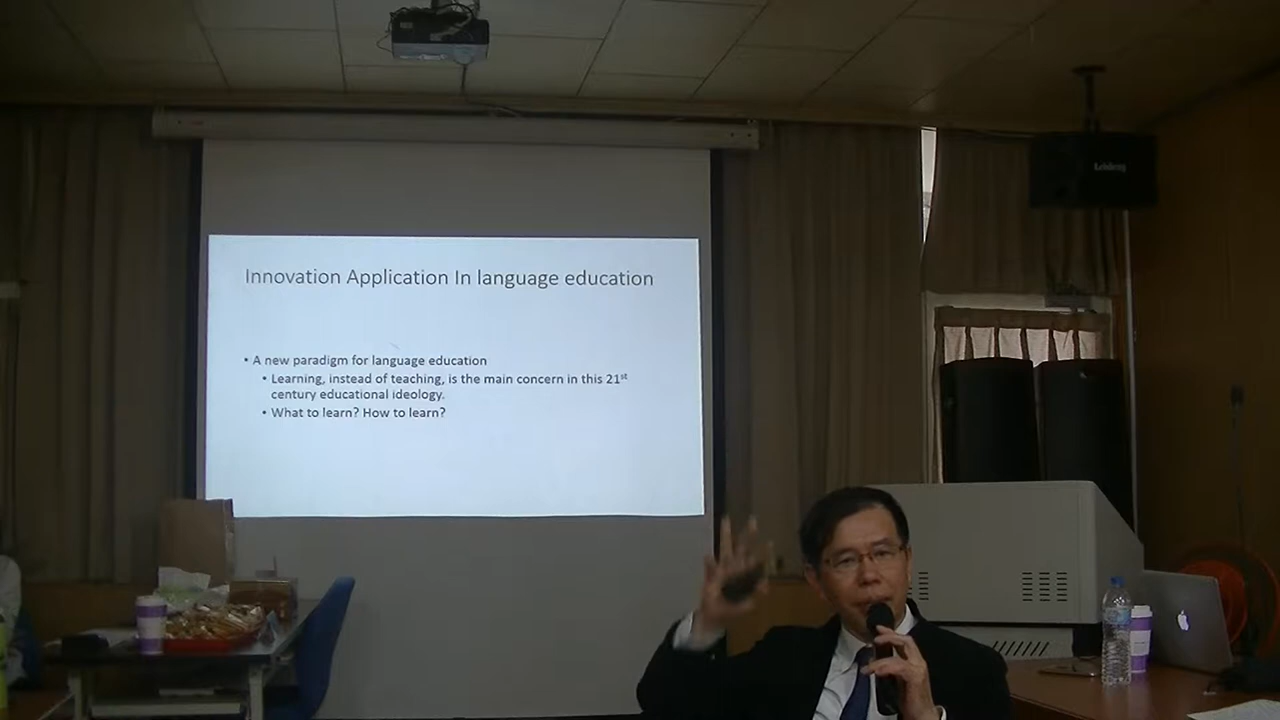 Innovation Application In language education
• A new paradigm for language education
• Learning, instead of teaching, is the main concern in this 21st
century educational ideology.
• What to learn? How to learn?